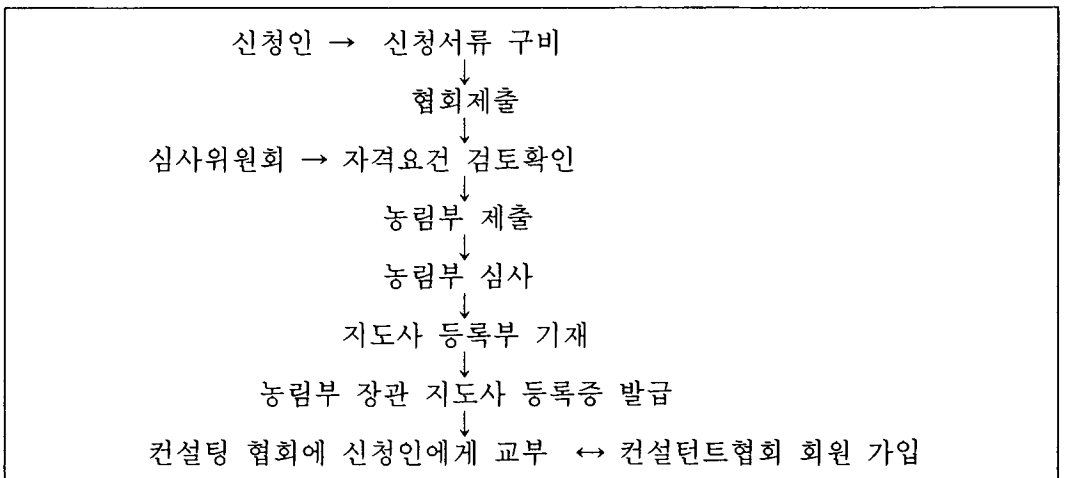 신청인 → 신청서류 구비
↓
협회제출
↓
심사위원회 → 자격요건 검토확인
↓
농림부 제출
↓
농림부 심사
↓
지도사 등록부 기재
↓
농림부 장관 지도사 등록증 발급
↓
컨설팅 협회에 신청인에게 교부 ↔ 컨설턴트협회 회원 가입